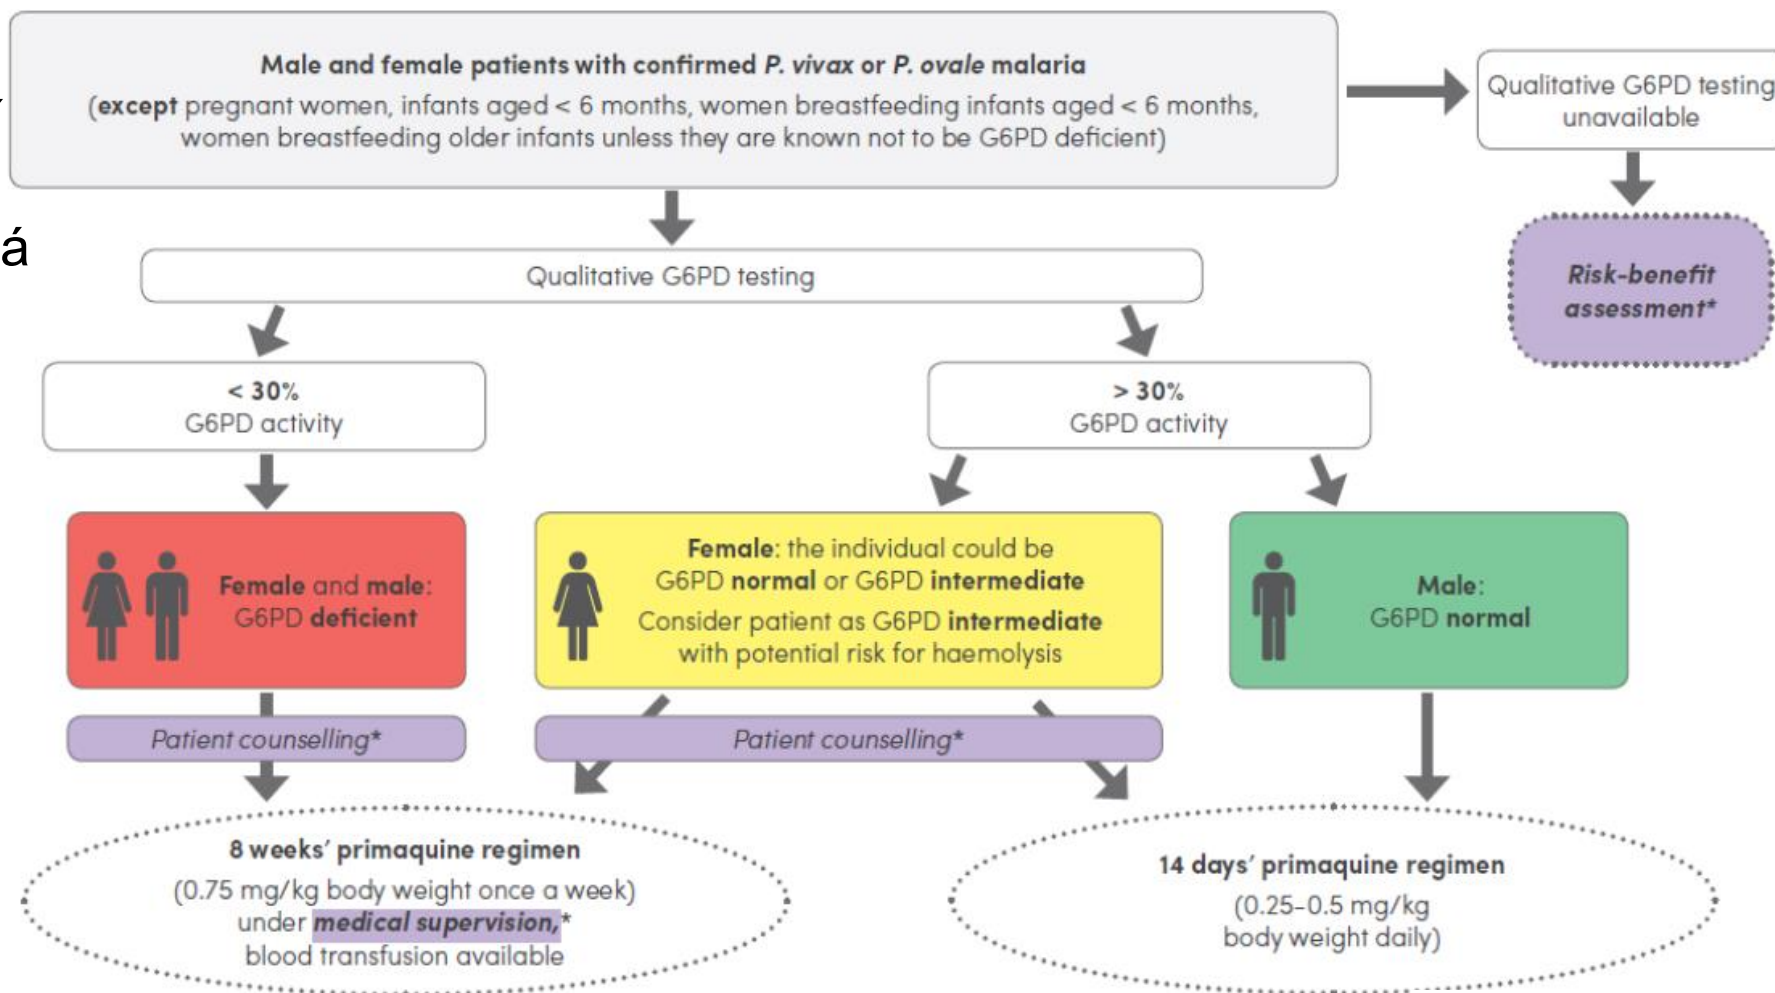 Male and female patients with confirmed P. vivax or P. ovale malaria
(except pregnant women, infants aged < 6 months, women breastfeeding infants aged < 6 months,
women breastfeeding older infants unless they are known not to be G6PD deficient)
Qualitative G6PD testing
unavailable
á
Risk-benefit
assessment*
Qualitative G6PD testing
< 30%
G6PD activity
> 30%
G6PD activity
Female and male:
G6PD deficient
Female: the individual could be
G6PD normal or G6PD intermediate
Consider patient as G6PD intermediate
with potential risk for haemolysis
Male:
G6PD normal
Patient counselling*
Patient counselling*
8 weeks' primaquine regimen
(0.75 mg/kg body weight once a week)
under medical supervision,*
blood transfusion available
14 days' primaquine regimen
(0.25–0.5 mg/kg
body weight daily)